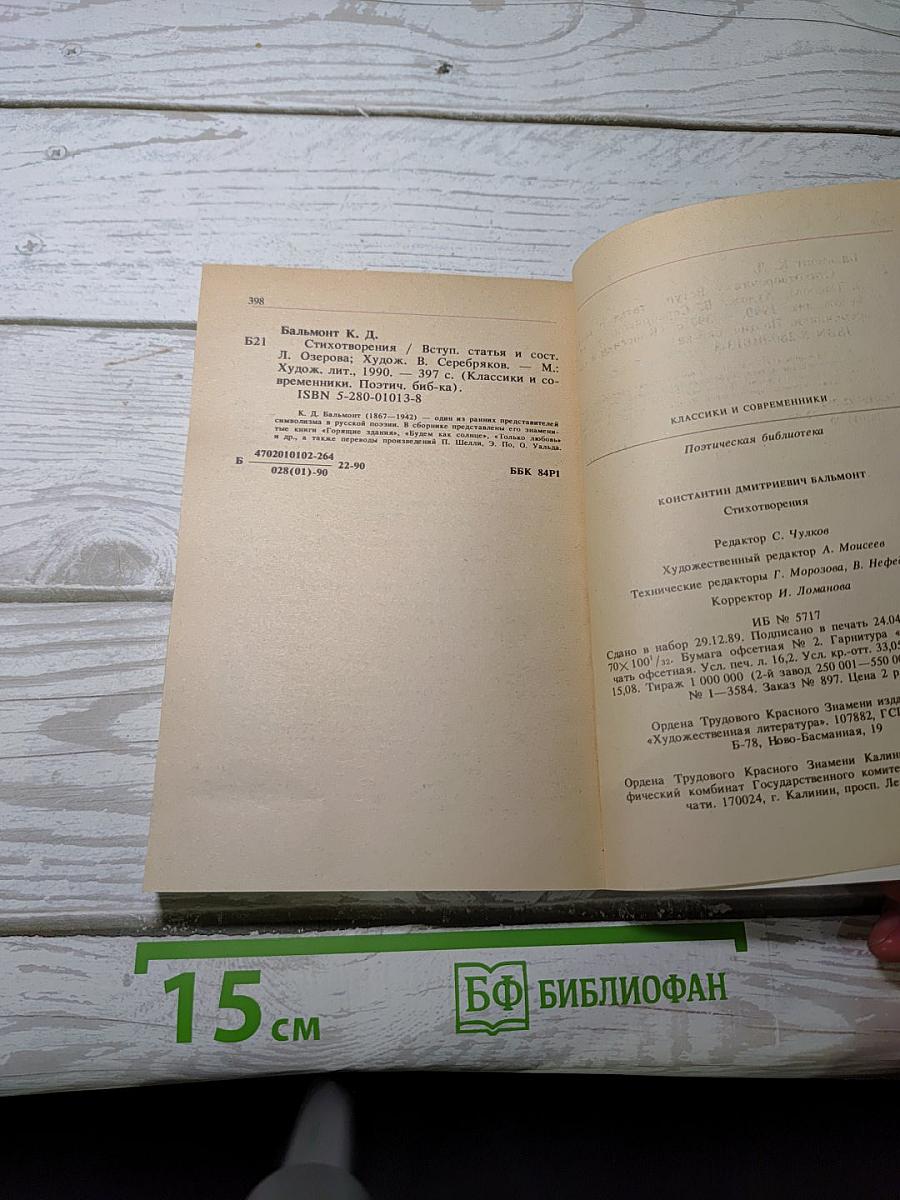 398
Бальмонт К. Д.
Б21 Стихотворения / Вступ. статья и сост.
Л. Озерова; Худож. В. Серебряков. — М.:
Худож. лит., 1990. — 397 с. (Классики и со-
временники. Поэтич. биб-ка).
ISBN 5-280-01013-8
К. Д. Бальмонт (1867—1942) — один из ранних представителей
символизма в русской поэзии. В сборнике представлены его знамени-
тые книги «Горящие здания», «Будем как солнце», «Только любовь»
и др., а также переводы произведений П. Шелли, Э. По, О. Уальда.
Б 4702010102-264 22-90
028(01)-90
ББК 84Р1
КЛАССИКИ И СОВРЕМЕННИКИ
Поэтическая библиотека
КОНСТАНТИН ДМИТРИЕВИЧ БАЛЬМОНТ
Стихотворения
Редактор С. Чулков
Художественный редактор А. Моисеев
Технические редакторы Г. Морозова, В. Нефе
Корректор И. Ломанова
ИБ № 5717
Сдано в набор 29.12.89. Подписано в печать 24.04
70×100¹/₃₂. Бумага офсетная № 2. Гарнитура «
чать офсетная. Усл. печ. л. 16,2. Усл. кр.-отт. 33,05
15,08. Тираж 1 000 000 (2-й завод 250 001—550 00
№ I—3584. Заказ № 897. Цена 2 р
Ордена Трудового Красного Знамени изд
«Художественная литература». 107882, ГС
Б-78, Ново-Басманная, 19
Ордена Трудового Красного Знамени Калин
фический комбинат Государственного комите
чати. 170024, г. Калинин, просп. Ле
15 см
БФ БИБЛИОФАН